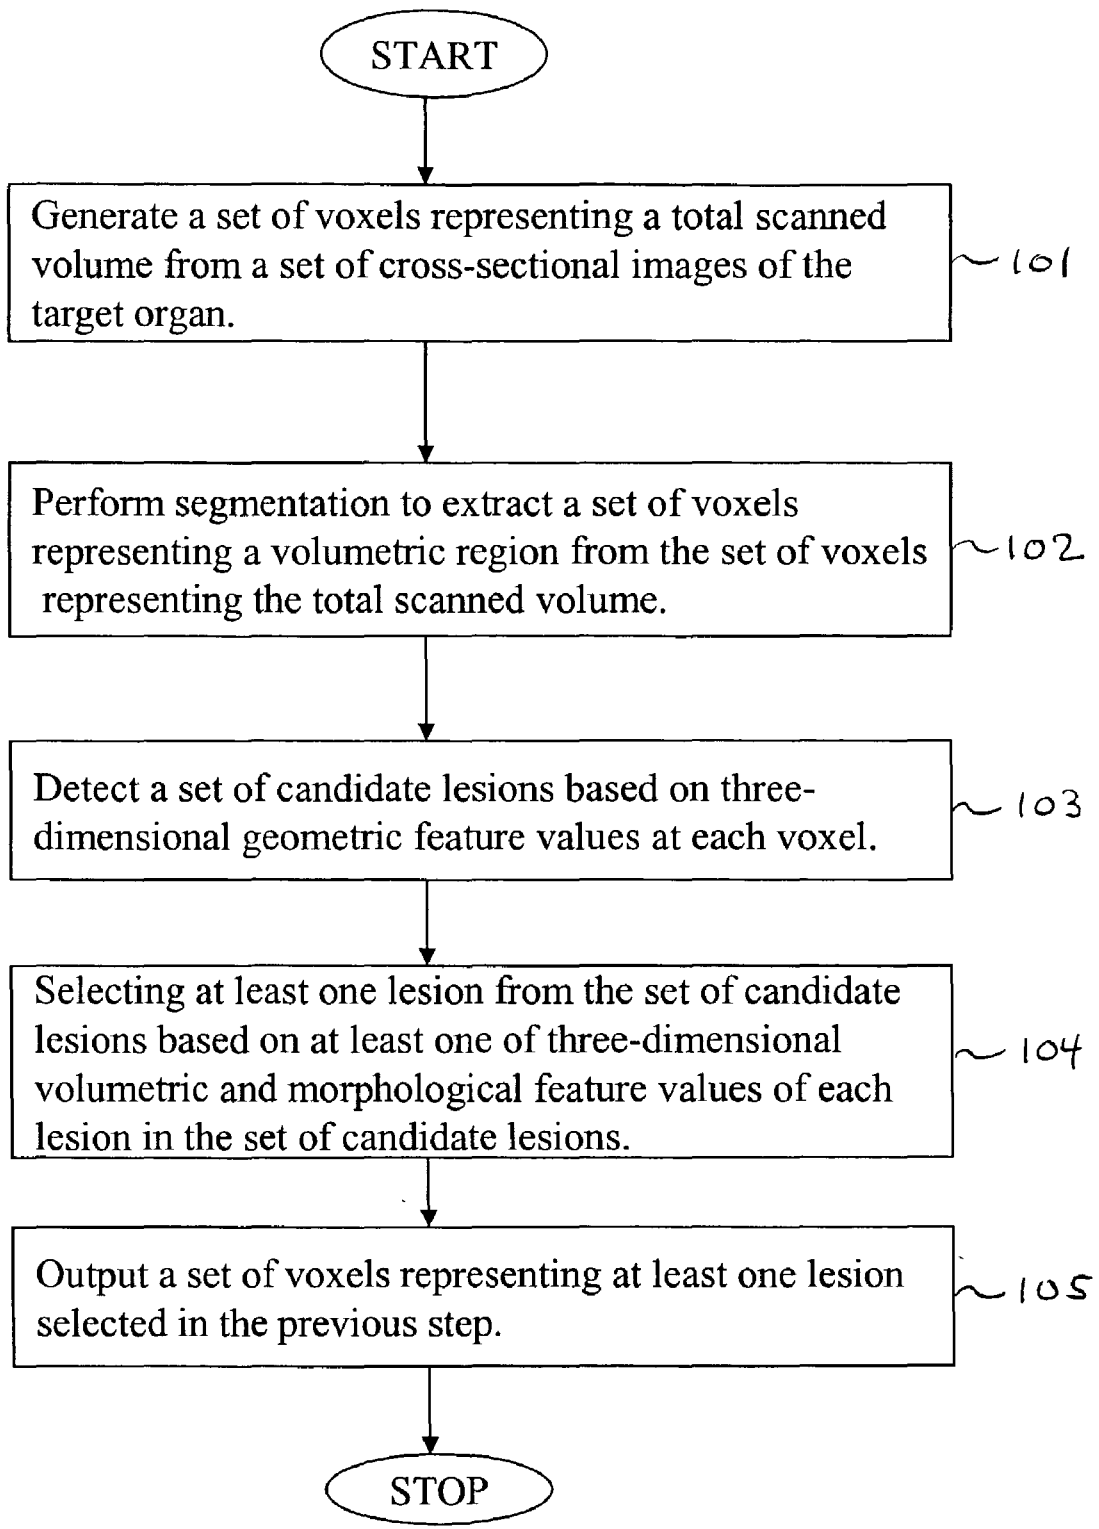 START
Generate a set of voxels representing a total scanned
volume from a set of cross-sectional images of the
target organ.
101
Perform segmentation to extract a set of voxels
representing a volumetric region from the set of voxels
representing the total scanned volume.
102
Detect a set of candidate lesions based on three-
dimensional geometric feature values at each voxel.
103
Selecting at least one lesion from the set of candidate
lesions based on at least one of three-dimensional
volumetric and morphological feature values of each
lesion in the set of candidate lesions.
104
Output a set of voxels representing at least one lesion
selected in the previous step.
105
STOP